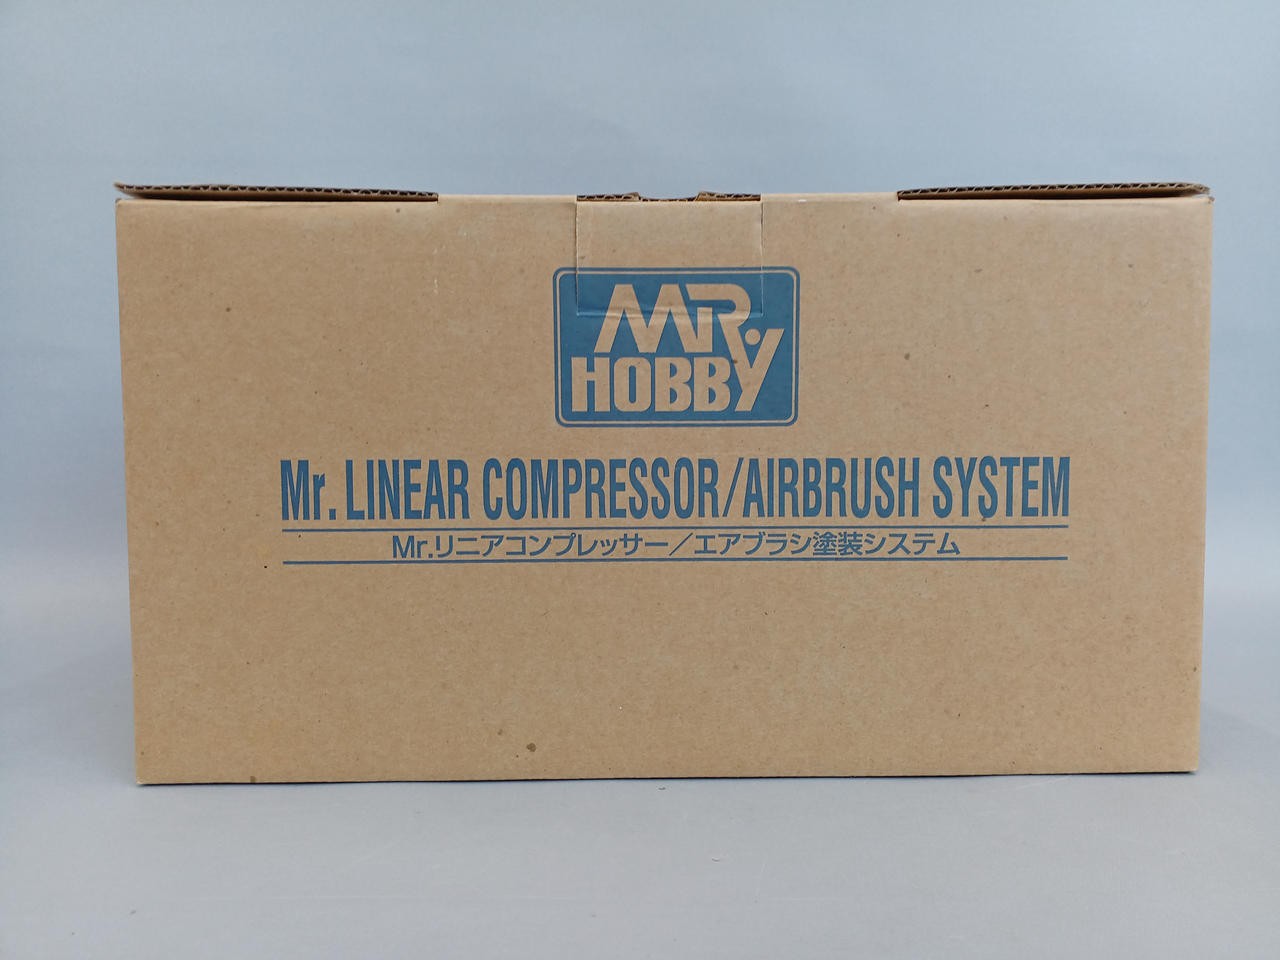 MR.
HOBBY
Mr. LINEAR COMPRESSOR/AIRBRUSH SYSTEM
Mr.リニアコンプレッサー／エアブラシ塗装システム